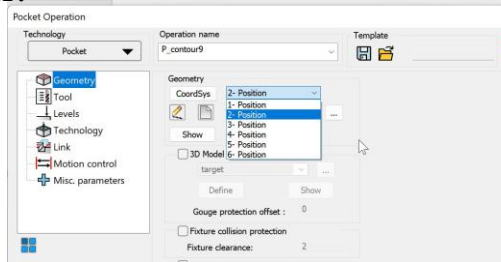 Pocket Operation
Technology
Pocket
Operation name
P_contour9
Template
Geometry
Tool
Levels
Technology
Link
Motion control
Misc. parameters
Geometry
CoordSys
2- Position
1- Position
2- Position
3- Position
4- Position
5- Position
6- Position
...
Show
3D Model
target
...
Define
Show
Gouge protection offset :
0
Fixture collision protection
Fixture clearance:
2